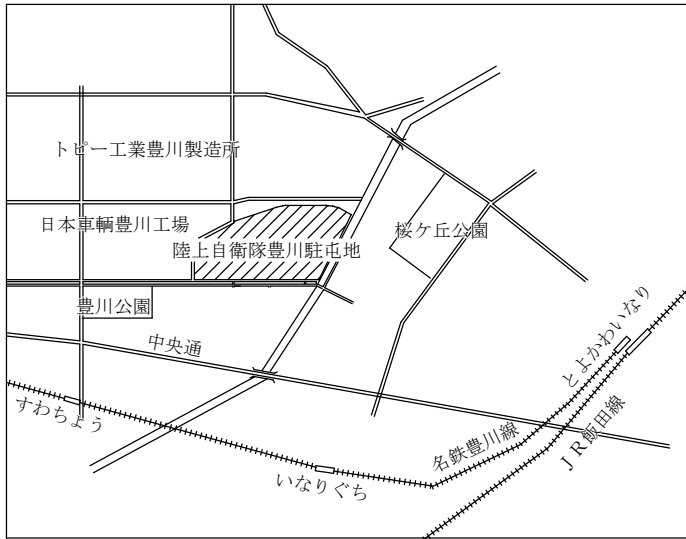 トピー工業豊川製造所
日本車輌豊川工場
桜ケ丘公園
陸上自衛隊豊川駐屯地
豊川公園
中央通
とよかわいなり
すわちょう
名鉄豊川線
JR飯田線
いなりぐち